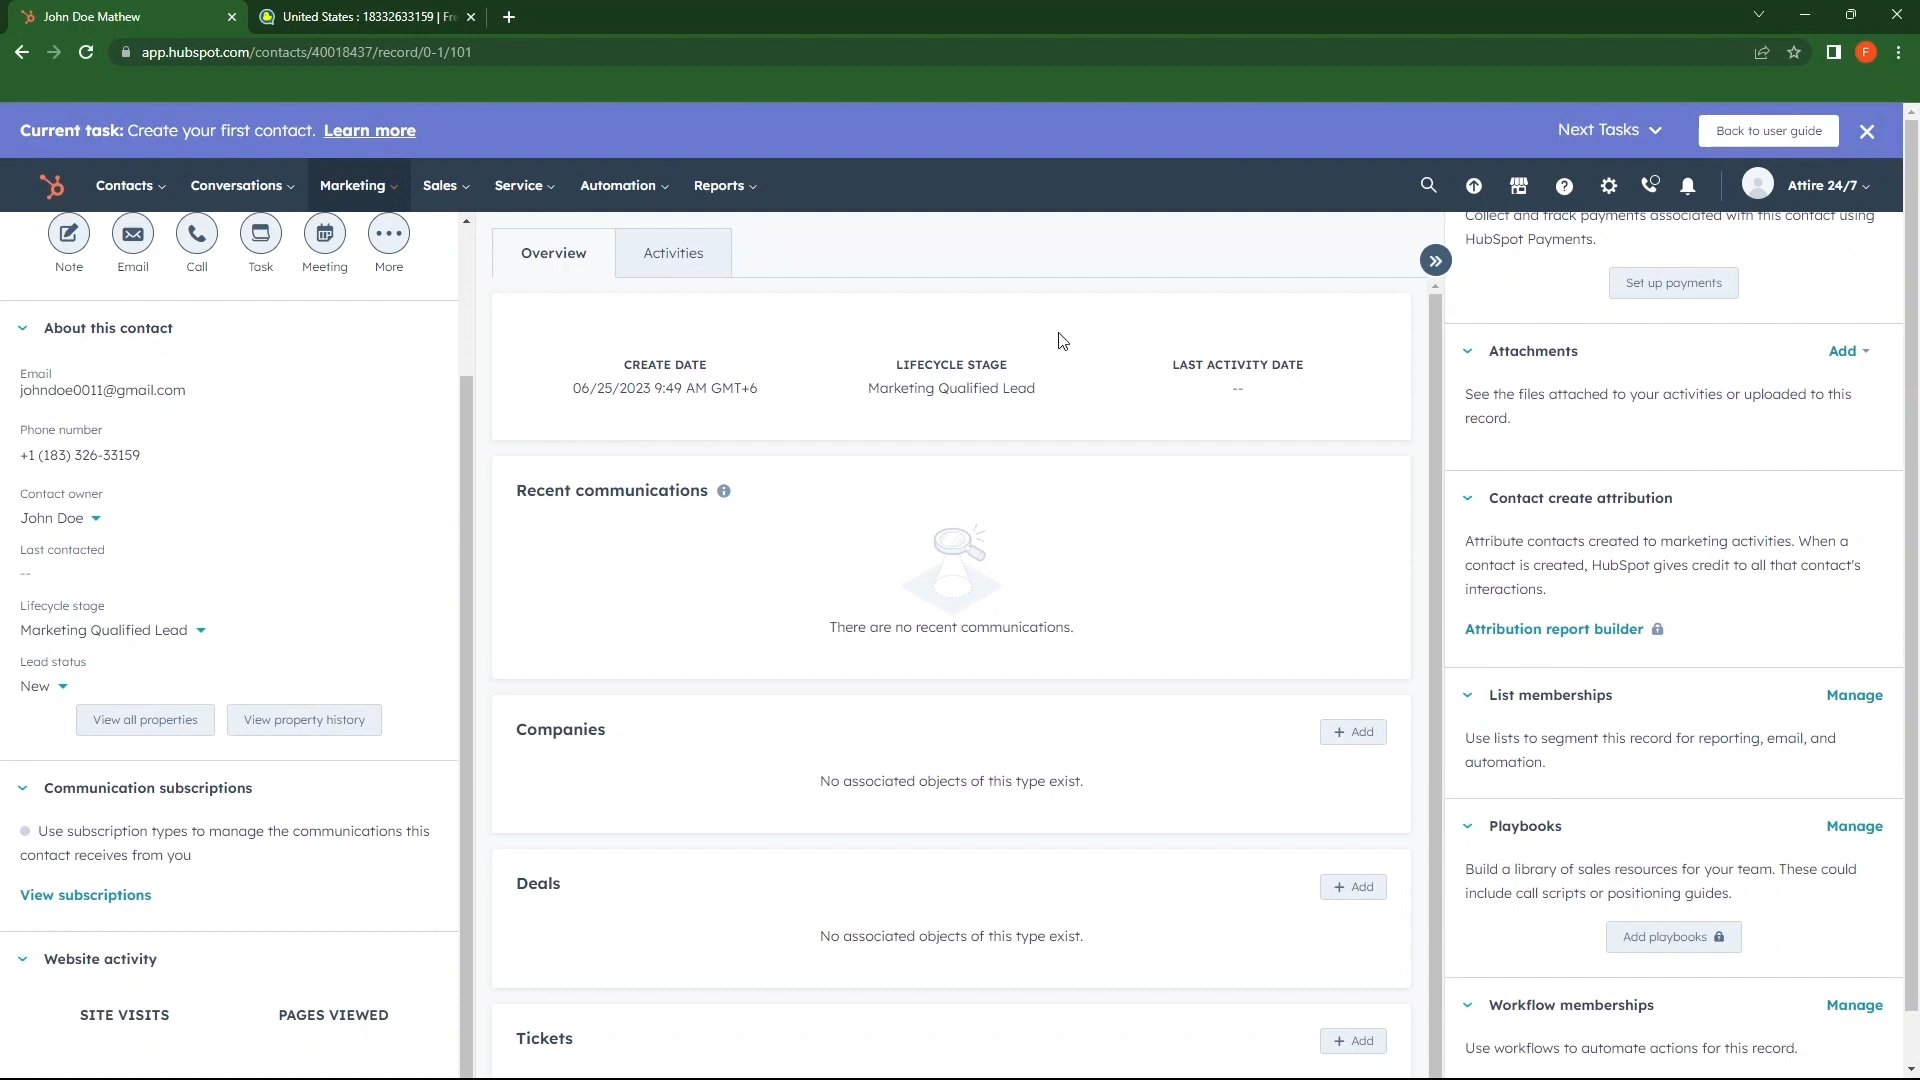 John Doe Mathew
United States : 18332633159 | Fre
app.hubspot.com/contacts/40018437/record/0-1/101
F
Current task: Create your first contact. Learn more
Next Tasks
Back to user guide
Contacts
Conversations
Marketing
Sales
Service
Automation
Reports
Attire 24/7
Note
Email
Call
Task
Meeting
More
About this contact
Email
johndoe0011@gmail.com
Phone number
+1 (183) 326-33159
Contact owner
John Doe
Last contacted
--
Lifecycle stage
Marketing Qualified Lead
Lead status
New
View all properties
View property history
Communication subscriptions
Use subscription types to manage the communications this
contact receives from you
View subscriptions
Website activity
SITE VISITS
PAGES VIEWED
Overview
Activities
CREATE DATE
06/25/2023 9:49 AM GMT+6
LIFECYCLE STAGE
Marketing Qualified Lead
LAST ACTIVITY DATE
--
Recent communications
There are no recent communications.
Companies
+ Add
No associated objects of this type exist.
Deals
+ Add
No associated objects of this type exist.
Tickets
+ Add
Collect and track payments associated with this contact using
HubSpot Payments.
Set up payments
Attachments
Add
See the files attached to your activities or uploaded to this
record.
Contact create attribution
Attribute contacts created to marketing activities. When a
contact is created, HubSpot gives credit to all that contact's
interactions.
Attribution report builder
List memberships
Manage
Use lists to segment this record for reporting, email, and
automation.
Playbooks
Manage
Build a library of sales resources for your team. These could
include call scripts or positioning guides.
Add playbooks
Workflow memberships
Manage
Use workflows to automate actions for this record.